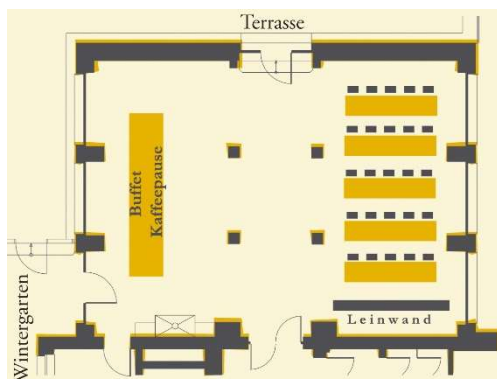 Terrasse
Buffet
Kaffeepause
Wintergarten
Leinwand